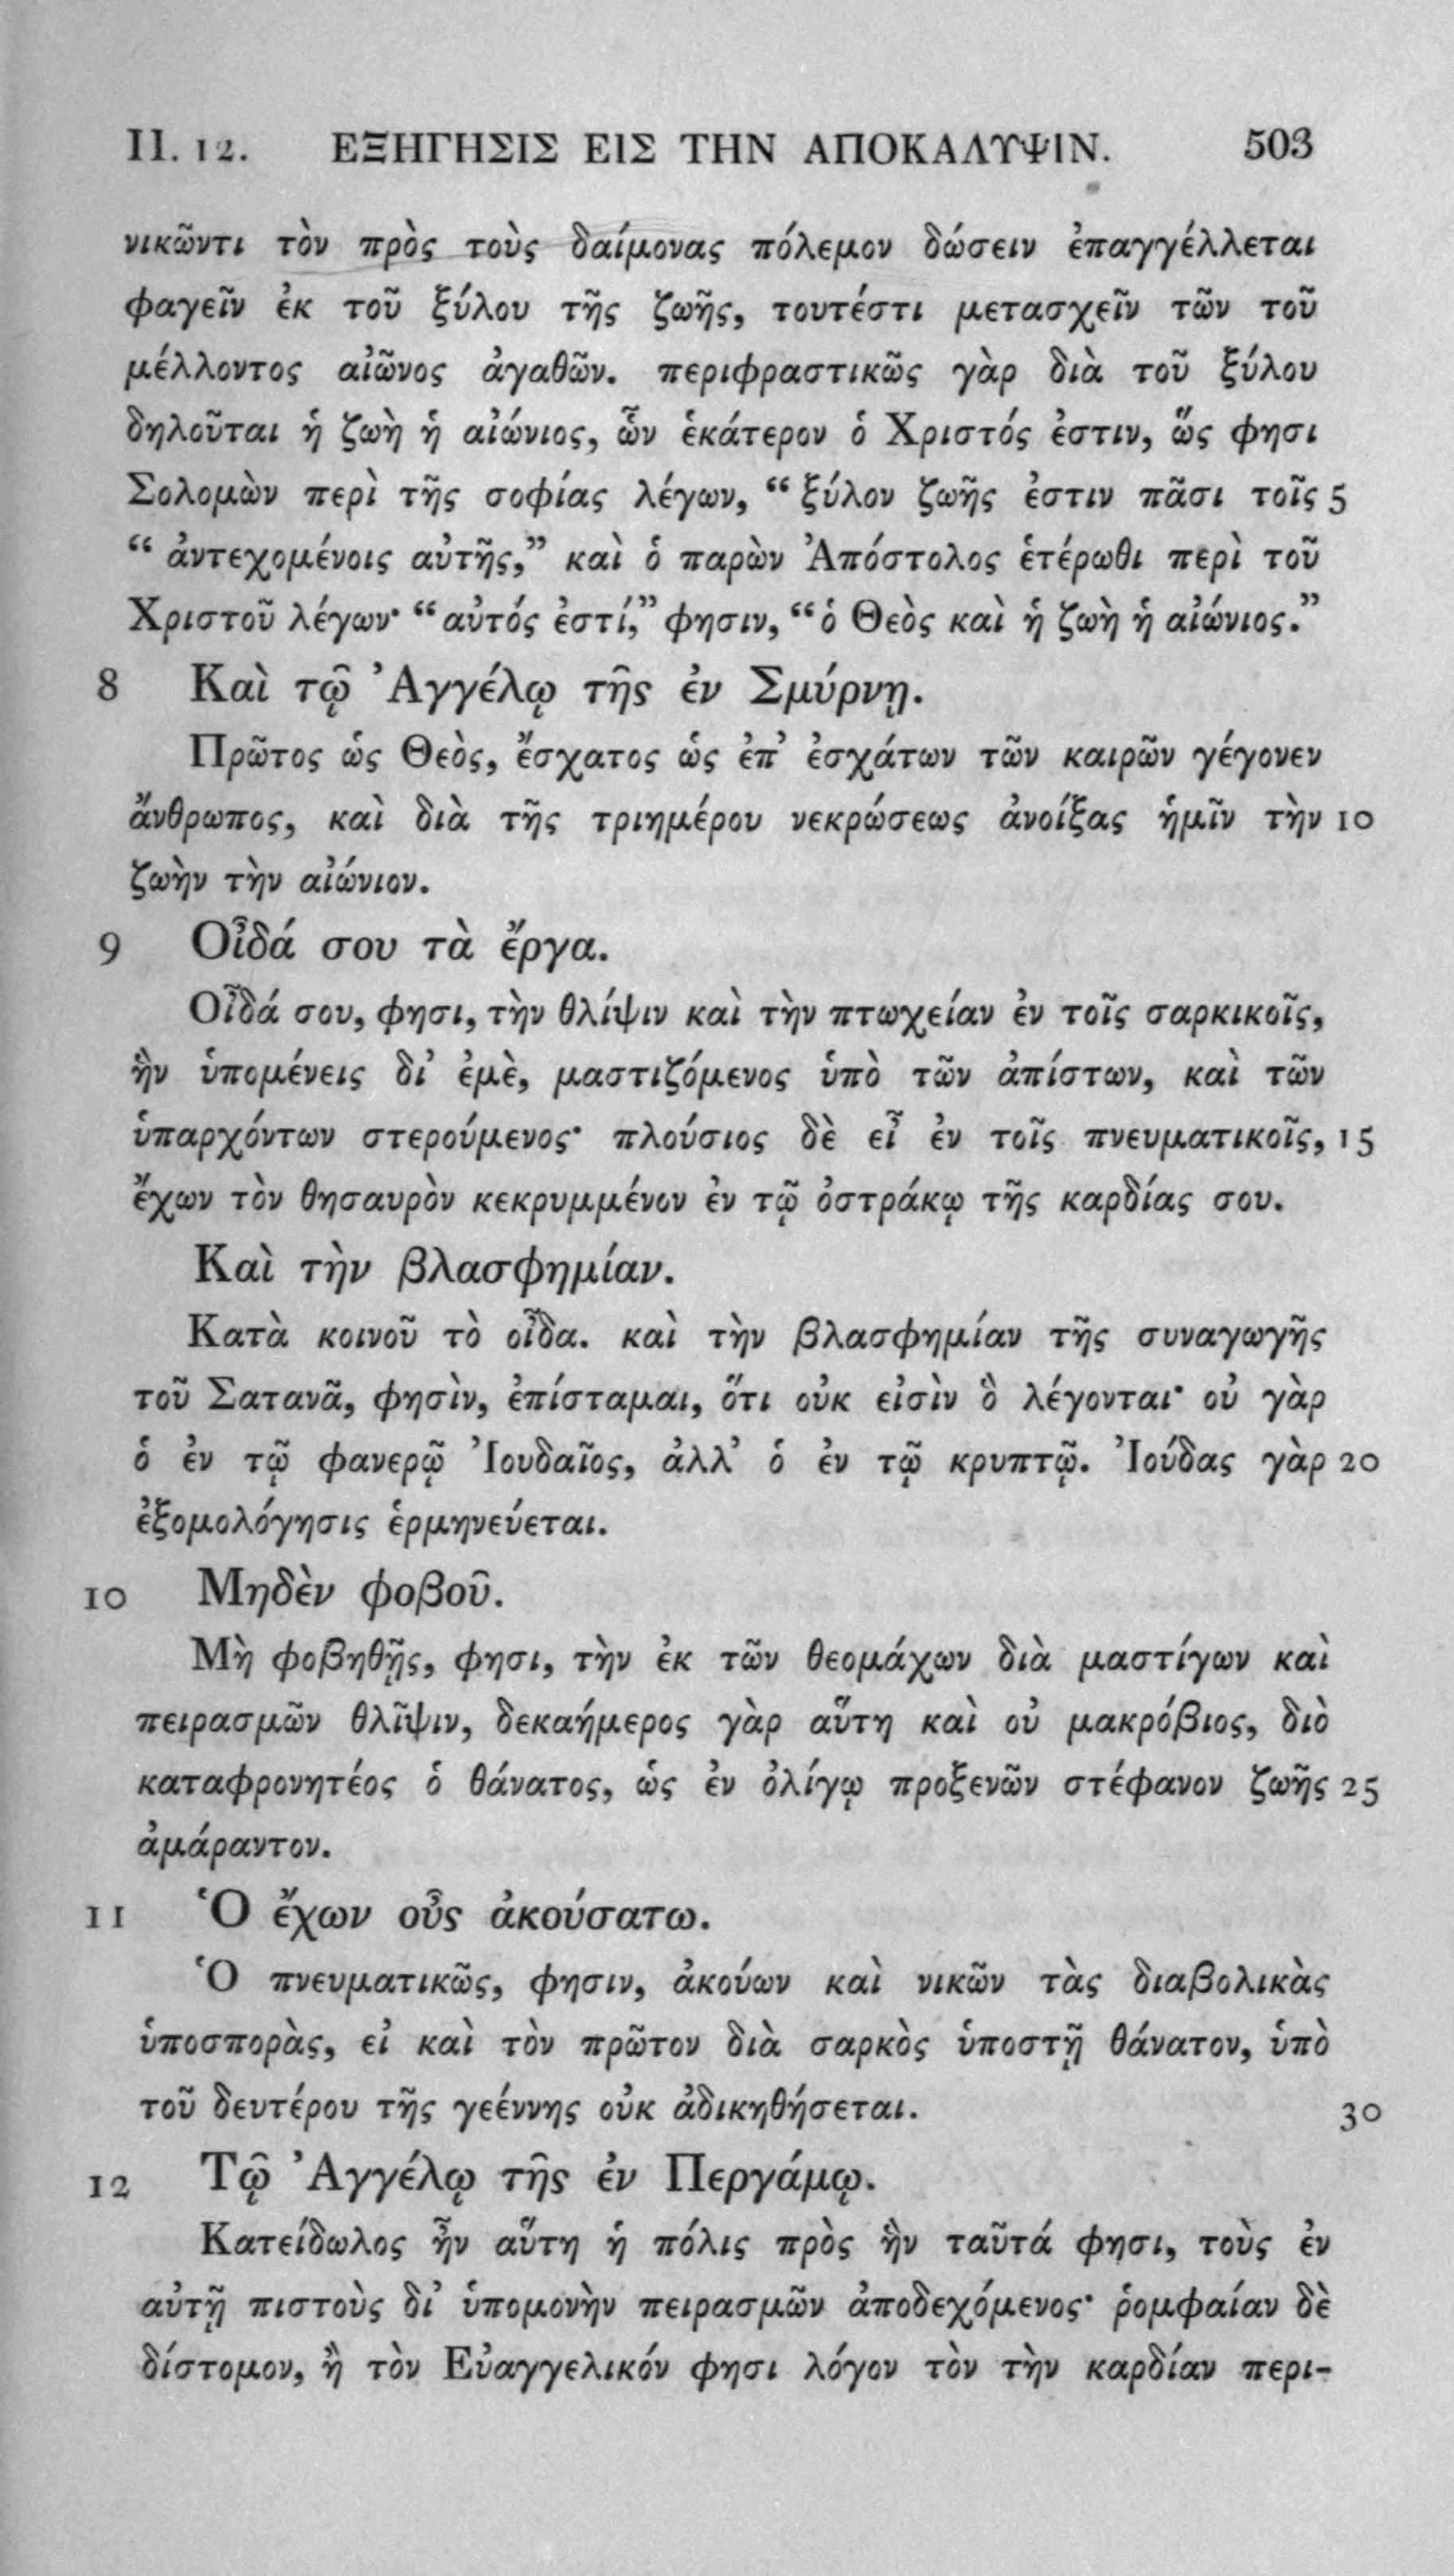 II. 12. ΕΞΗΓΗΣΙΣ ΕΙΣ ΤΗΝ ΑΠΟΚΑΛΥΨΙΝ. 503
νικῶντι τὸν πρὸς τοὺς δαίμονας πόλεμον δώσειν ἐπαγγέλλεται
φαγεῖν ἐκ τοῦ ξύλου τῆς ζωῆς, τουτέστι μετασχεῖν τῶν τοῦ
μέλλοντος αἰῶνος ἀγαθῶν. περιφραστικῶς γὰρ διὰ τοῦ ξύλου
δηλοῦται ἡ ζωὴ ἡ αἰώνιος, ὧν ἑκάτερον ὁ Χριστός ἐστιν, ὥς φησι
Σολομὼν περὶ τῆς σοφίας λέγων, “ ξύλον ζωῆς ἐστιν πᾶσι τοῖς 5
“ ἀντεχομένοις αὐτῆς,” καὶ ὁ παρὼν Ἀπόστολος ἑτέρωθι περὶ τοῦ
Χριστοῦ λέγων· “ αὐτός ἐστί,” φησιν, “ ὁ Θεὸς καὶ ἡ ζωὴ ἡ αἰώνιος.”
8 Καὶ τῷ Ἀγγέλῳ τῆς ἐν Σμύρνῃ.
Πρῶτος ὡς Θεὸς, ἔσχατος ὡς ἐπ’ ἐσχάτων τῶν καιρῶν γέγονεν
ἄνθρωπος, καὶ διὰ τῆς τριημέρου νεκρώσεως ἀνοίξας ἡμῖν τὴν 10
ζωὴν τὴν αἰώνιον.
9 Οἶδά σου τὰ ἔργα.
Οἶδά σου, φησι, τὴν θλίψιν καὶ τὴν πτωχείαν ἐν τοῖς σαρκικοῖς,
ἣν ὑπομένεις δι’ ἐμὲ, μαστιζόμενος ὑπὸ τῶν ἀπίστων, καὶ τῶν
ὑπαρχόντων στερούμενος· πλούσιος δὲ εἶ ἐν τοῖς πνευματικοῖς, 15
ἔχων τὸν θησαυρὸν κεκρυμμένον ἐν τῷ ὀστράκῳ τῆς καρδίας σου.
Καὶ τὴν βλασφημίαν.
Κατὰ κοινοῦ τὸ οἶδα. καὶ τὴν βλασφημίαν τῆς συναγωγῆς
τοῦ Σατανᾶ, φησὶν, ἐπίσταμαι, ὅτι οὐκ εἰσὶν ὃ λέγονται· οὐ γὰρ
ὁ ἐν τῷ φανερῷ Ἰουδαῖος, ἀλλ’ ὁ ἐν τῷ κρυπτῷ. Ἰούδας γὰρ 20
ἐξομολόγησις ἑρμηνεύεται.
10 Μηδὲν φοβοῦ.
Μὴ φοβηθῇς, φησι, τὴν ἐκ τῶν θεομάχων διὰ μαστίγων καὶ
πειρασμῶν θλῖψιν, δεκαήμερος γὰρ αὕτη καὶ οὐ μακρόβιος, διὸ
καταφρονητέος ὁ θάνατος, ὡς ἐν ὀλίγῳ προξενῶν στέφανον ζωῆς 25
ἀμάραντον.
11 Ὁ ἔχων οὖς ἀκούσατω.
Ὁ πνευματικῶς, φησιν, ἀκούων καὶ νικῶν τὰς διαβολικὰς
ὑποσπορὰς, εἰ καὶ τὸν πρῶτον διὰ σαρκὸς ὑποστῇ θάνατον, ὑπὸ
τοῦ δευτέρου τῆς γεέννης οὐκ ἀδικηθήσεται. 30
12 Τῷ Ἀγγέλῳ τῆς ἐν Περγάμῳ.
Κατείδωλος ἦν αὕτη ἡ πόλις πρὸς ἣν ταῦτά φησι, τοὺς ἐν
αὐτῇ πιστοὺς δι’ ὑπομονὴν πειρασμῶν ἀποδεχόμενος· ῥομφαίαν δὲ
δίστομον, ἢ τὸν Εὐαγγελικόν φησι λόγον τὸν τὴν καρδίαν περι-